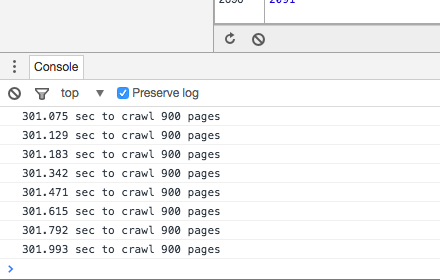 2091
Console
top ▼ Preserve log
301.075 sec to crawl 900 pages
301.129 sec to crawl 900 pages
301.183 sec to crawl 900 pages
301.342 sec to crawl 900 pages
301.471 sec to crawl 900 pages
301.615 sec to crawl 900 pages
301.792 sec to crawl 900 pages
301.993 sec to crawl 900 pages
>